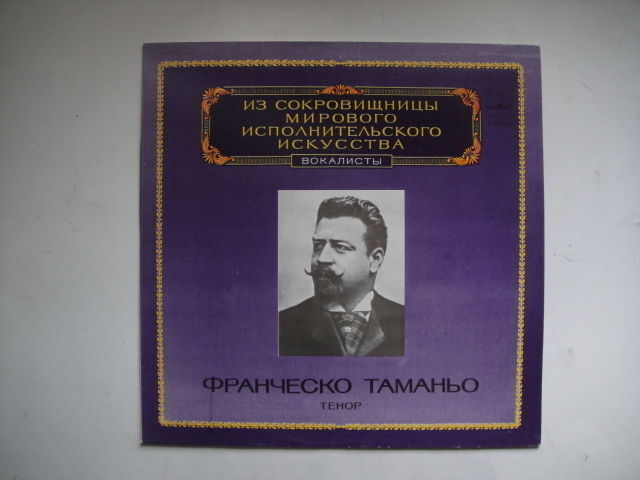 ИЗ СОКРОВИЩНИЦЫ
МИРОВОГО
ИСПОЛНИТЕЛЬСКОГО
ИСКУССТВА
ВОКАЛИСТЫ
ФРАНЧЕСКО ТАМАНЬО
ТЕНОР